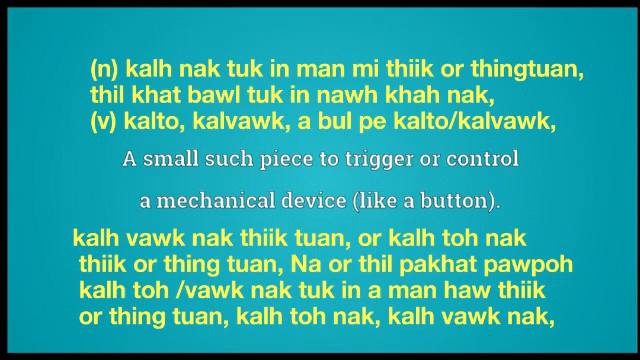 (n) kalh nak tuk in man mi thiik or thingtuan,
thil khat bawl tuk in nawh khah nak,
(v) kalto, kalvawk, a bul pe kalto/kalvawk,
A small such piece to trigger or control
a mechanical device (like a button).
kalh vawk nak thiik tuan, or kalh toh nak
thiik or thing tuan, Na or thil pakhat pawpoh
kalh toh /vawk nak tuk in a man haw thiik
or thing tuan, kalh toh nak, kalh vawk nak,